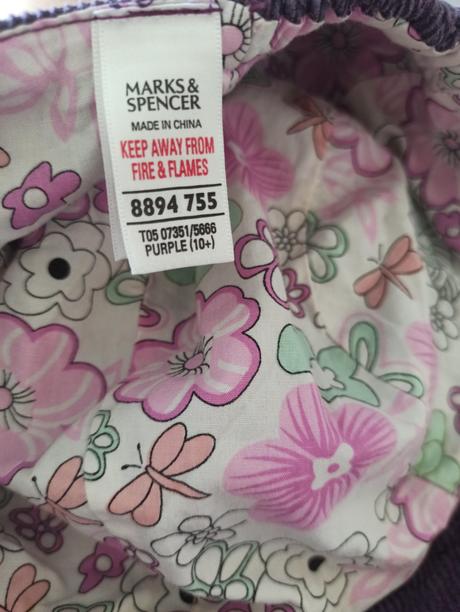 MARKS &
SPENCER
MADE IN CHINA
KEEP AWAY FROM
FIRE & FLAMES
8894 755
T05 07351/5666
PURPLE (10+)